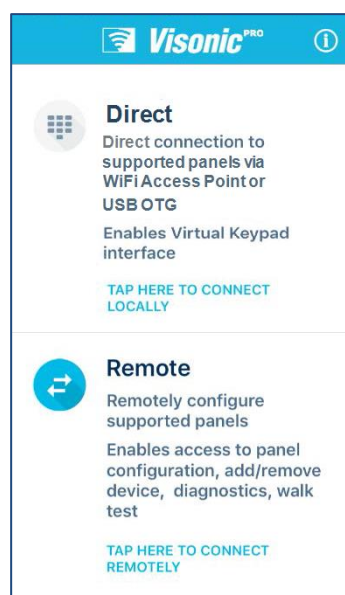 Visonic PRO
Direct
Direct connection to
supported panels via
WiFi Access Point or
USB OTG
Enables Virtual Keypad
interface
TAP HERE TO CONNECT
LOCALLY
Remote
Remotely configure
supported panels
Enables access to panel
configuration, add/remove
device, diagnostics, walk
test
TAP HERE TO CONNECT
REMOTELY